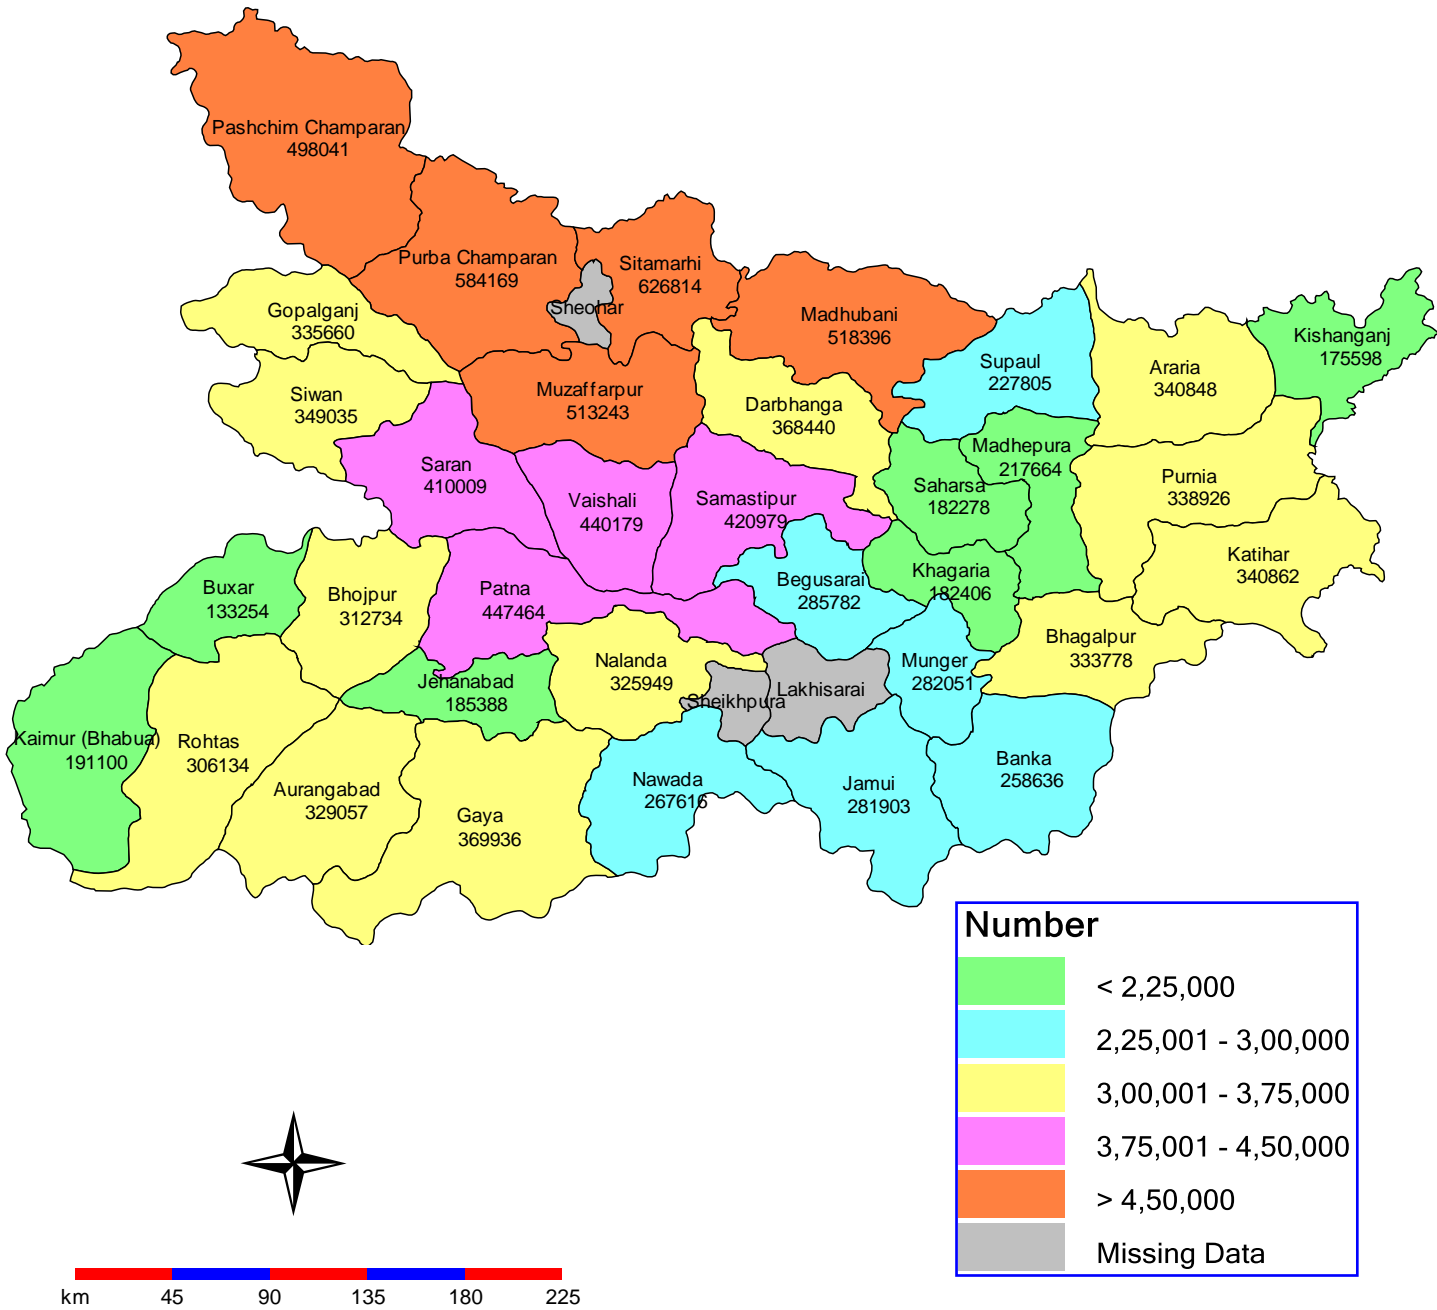 Pashchim Champaran
498041
Purba Champaran
584169
Sitamarhi
626814
Sheohar
Gopalganj
335660
Madhubani
518396
Kishanganj
175598
Supaul
227805
Araria
340848
Siwan
349035
Muzaffarpur
513243
Darbhanga
368440
Madhepura
217664
Saran
410009
Vaishali
440179
Samastipur
420979
Saharsa
182278
Purnia
338926
Katihar
340862
Buxar
133254
Bhojpur
312734
Patna
447464
Begusarai
285782
Khagaria
182406
Bhagalpur
333778
Nalanda
325949
Munger
282051
Jehanabad
185388
Sheikhpura
Lakhisarai
Kaimur (Bhabua)
191100
Rohtas
306134
Aurangabad
329057
Gaya
369936
Nawada
267616
Jamui
281903
Banka
258636
Number
< 2,25,000
2,25,001 - 3,00,000
3,00,001 - 3,75,000
3,75,001 - 4,50,000
> 4,50,000
Missing Data
km 45 90 135 180 225